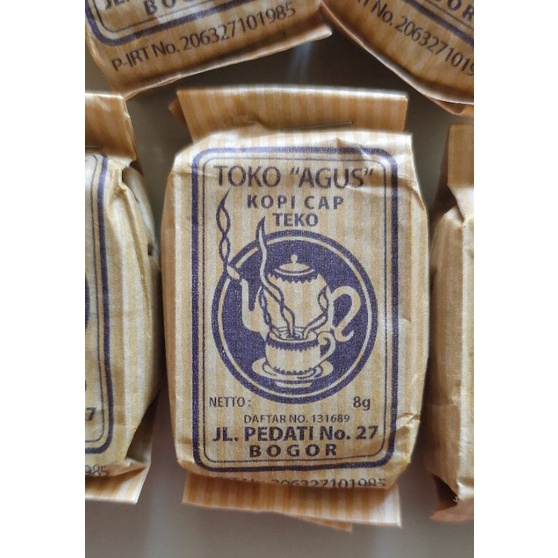 JL.
BOGOR
P-IRT No. 206327101985
TOKO "AGUS"
KOPI CAP
TEKO
NETTO : 8g
DAFTAR NO. 131689
JL. PEDATI No. 27
BOGOR
206327101985